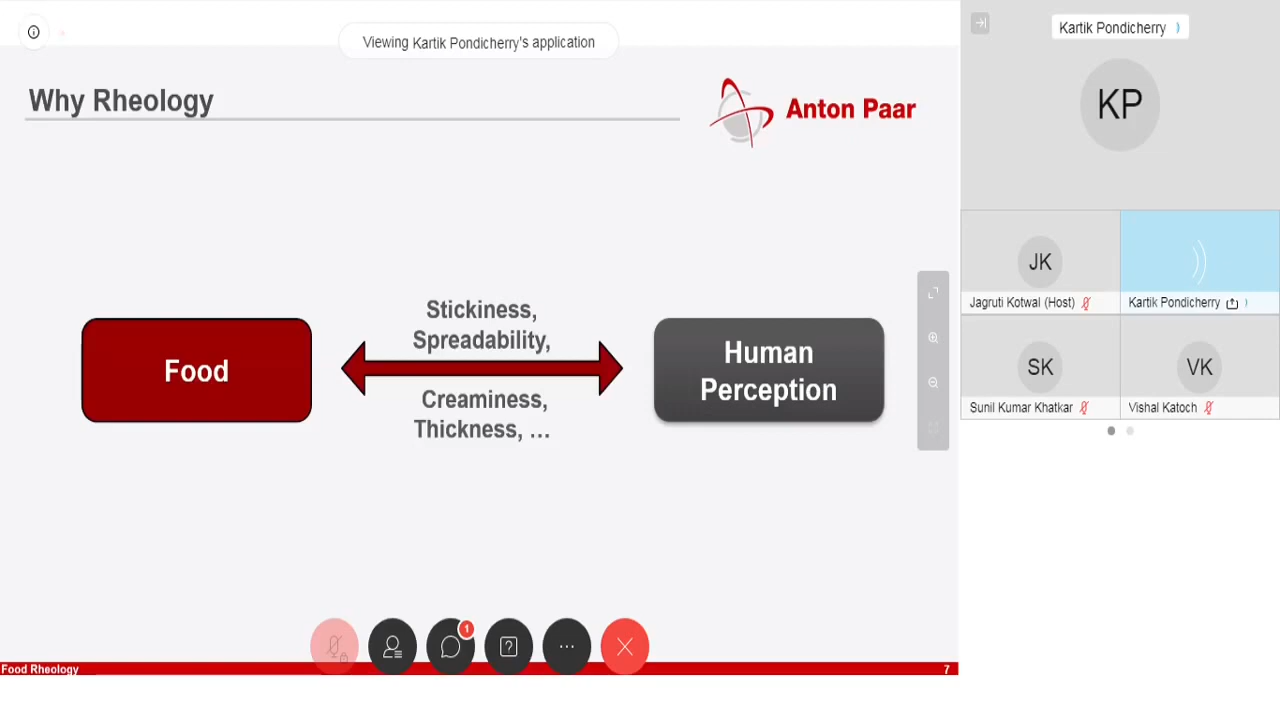 Viewing Kartik Pondicherry's application
Why Rheology
Anton Paar
Food
Stickiness,
Spreadability,
Creaminess,
Thickness, …
Human
Perception
1
?
Food Rheology
7
Kartik Pondicherry
KP
JK
Jagruti Kotwal (Host)
Kartik Pondicherry
SK
Sunil Kumar Khatkar
VK
Vishal Katoch